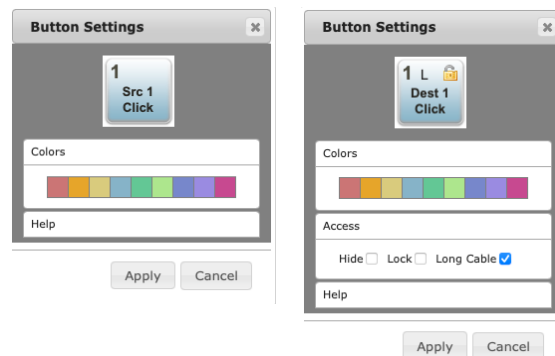 Button Settings
1
Src 1
Click
Colors
Help
Apply Cancel
Button Settings
1 L
Dest 1
Click
Colors
Access
Hide Lock Long Cable
Help
Apply Cancel